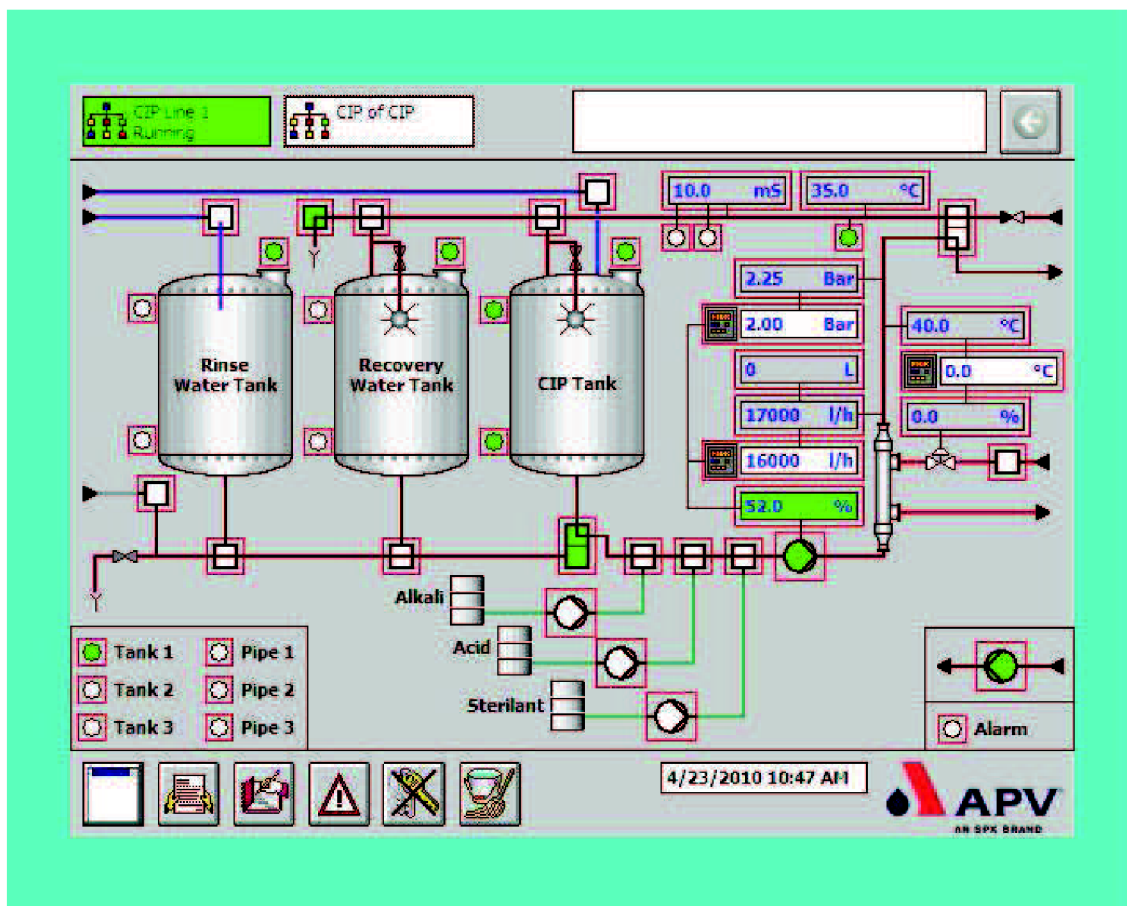 CIP Line 1
Running
CIP of CIP
10.0 mS
35.0 °C
2.25 Bar
2.00 Bar
40.0 °C
0 L
0.0 °C
17000 l/h
0.0 %
16000 l/h
52.0 %
Rinse
Water Tank
Recovery
Water Tank
CIP Tank
Alkali
Acid
Sterilant
Tank 1 Pipe 1
Tank 2 Pipe 2
Tank 3 Pipe 3
Alarm
4/23/2010 10:47 AM
APV
AN SPX BRAND